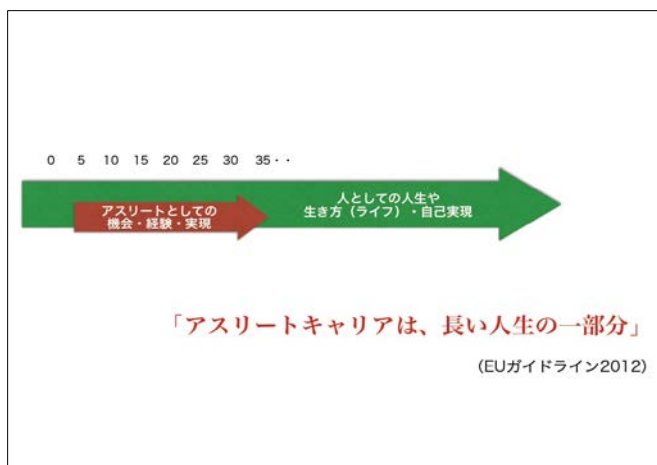 0 5 10 15 20 25 30 35・・
人としての人生や
生き方（ライフ）・自己実現
アスリートとしての
機会・経験・実現
「アスリートキャリアは、長い人生の一部分」
（EUガイドライン2012）